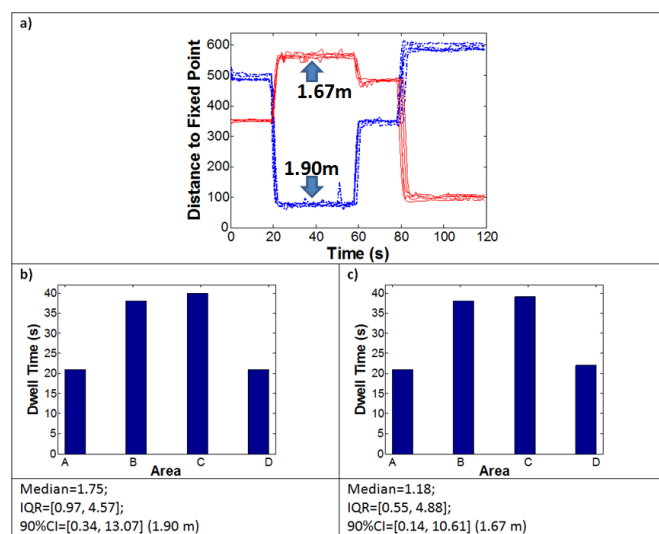 a)
600
500
400
300
200
100
0
Distance to Fixed Point
1.67m
1.90m
0 20 40 60 80 100 120
Time (s)
b)
40
35
30
25
20
15
10
5
0
Dwell Time (s)
A B C D
Area
c)
40
35
30
25
20
15
10
5
0
Dwell Time (s)
A B C D
Area
Median=1.75;
IQR=[0.97, 4.57];
90%CI=[0.34, 13.07] (1.90 m)
Median=1.18;
IQR=[0.55, 4.88];
90%CI=[0.14, 10.61] (1.67 m)